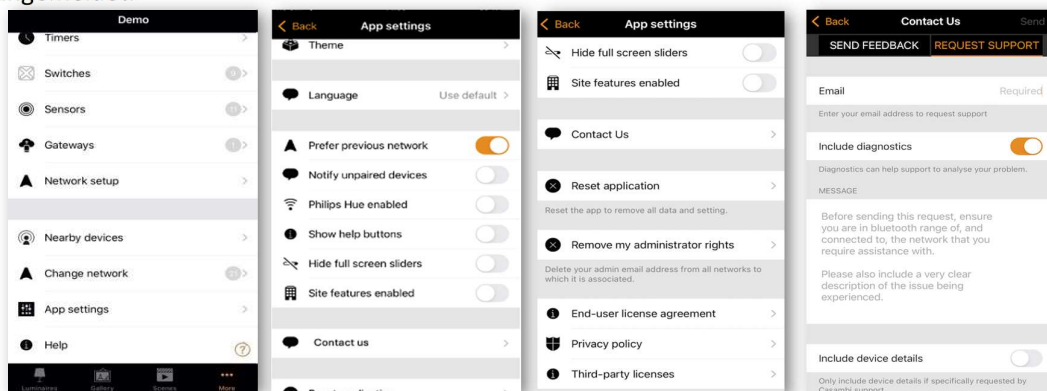 Demo
Timers
Switches 9
Sensors 11
Gateways 1
Network setup
Nearby devices
Change network 21
App settings
Help ?
Luminaires Gallery Scenes More
Back App settings
Theme
Language Use default
Prefer previous network
Notify unpaired devices
Philips Hue enabled
Show help buttons
Hide full screen sliders
Site features enabled
Contact us
Back App settings
Hide full screen sliders
Site features enabled
Contact Us
Reset application
Reset the app to remove all data and setting.
Remove my administrator rights
Delete your admin email address from all networks to
which it is associated.
End-user license agreement
Privacy policy
Third-party licenses
Back Contact Us Send
SEND FEEDBACK REQUEST SUPPORT
Email Required
Enter your email address to request support
Include diagnostics
Diagnostics can help support to analyse your problem.
MESSAGE
Before sending this request, ensure
you are in bluetooth range of, and
connected to, the network that you
require assistance with.
Please also include a very clear
description of the issue being
experienced.
Include device details
Only include device details if specifically requested by
Casambi support